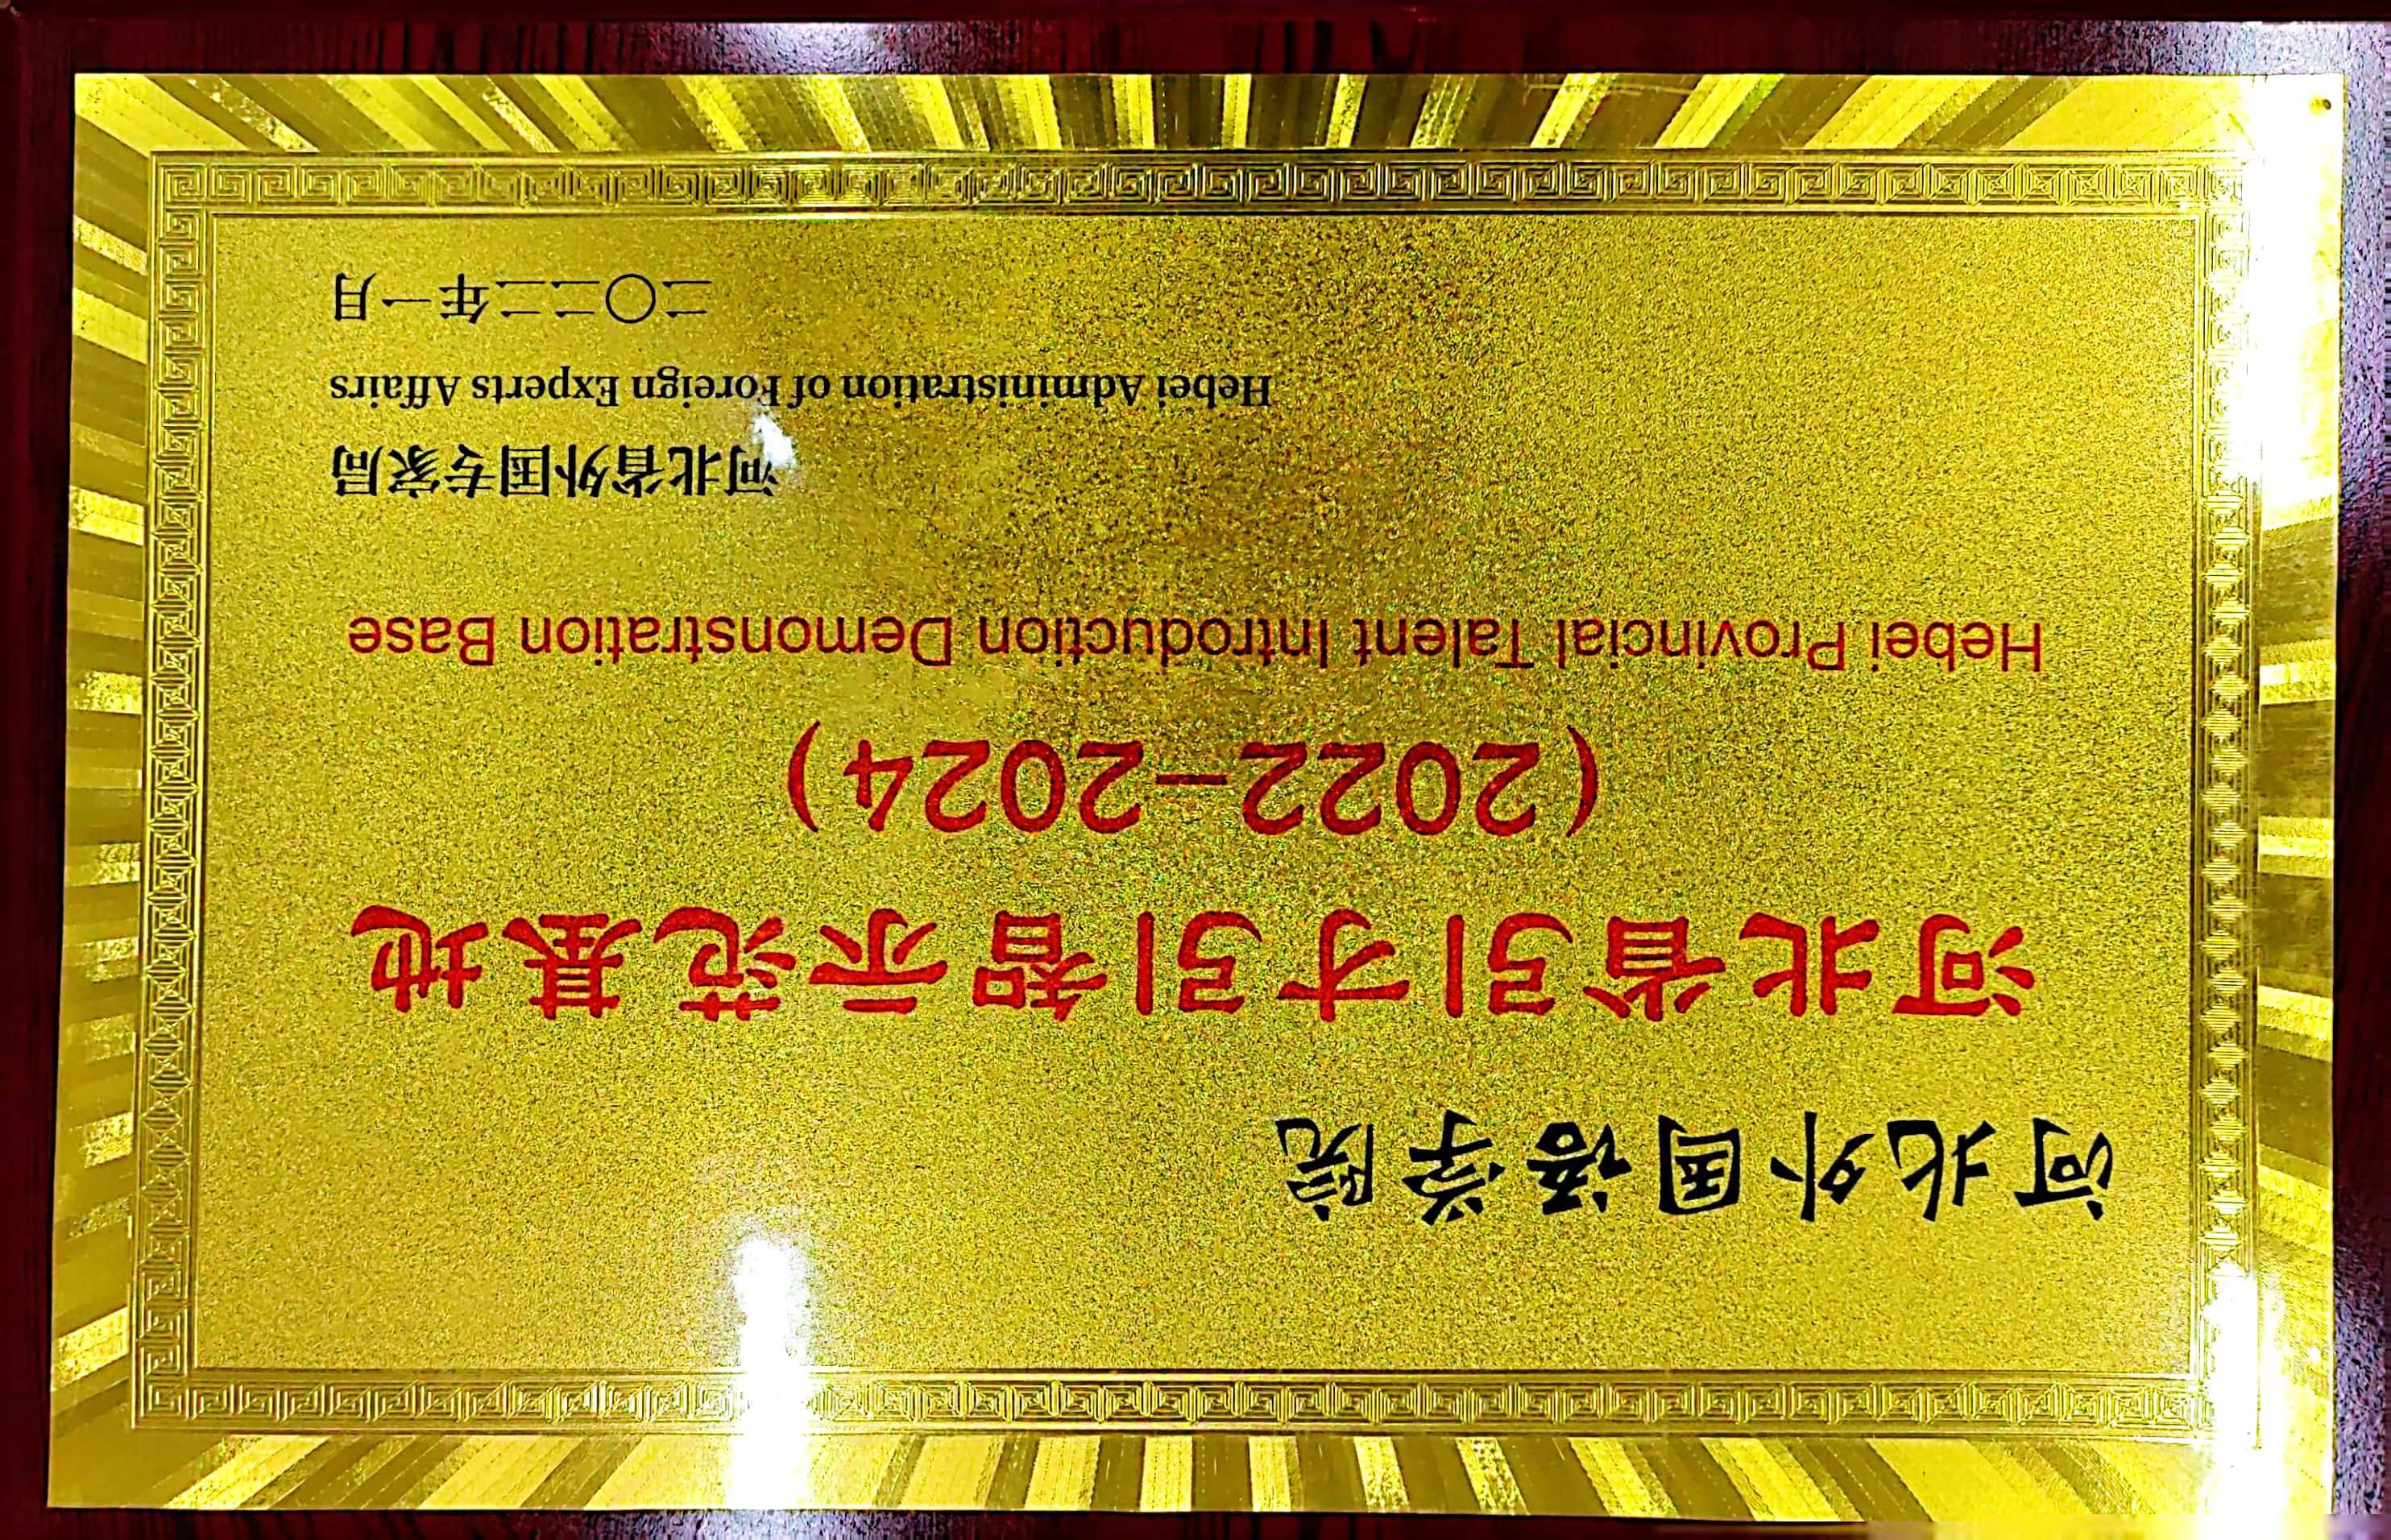 河北外国语学院
河北省引才引智示范基地
（2022-2024）
Hebei Provincial Talent Introduction Demonstration Base
河北省外国专家局
Hebei Administration of Foreign Experts Affairs
二〇二二年一月